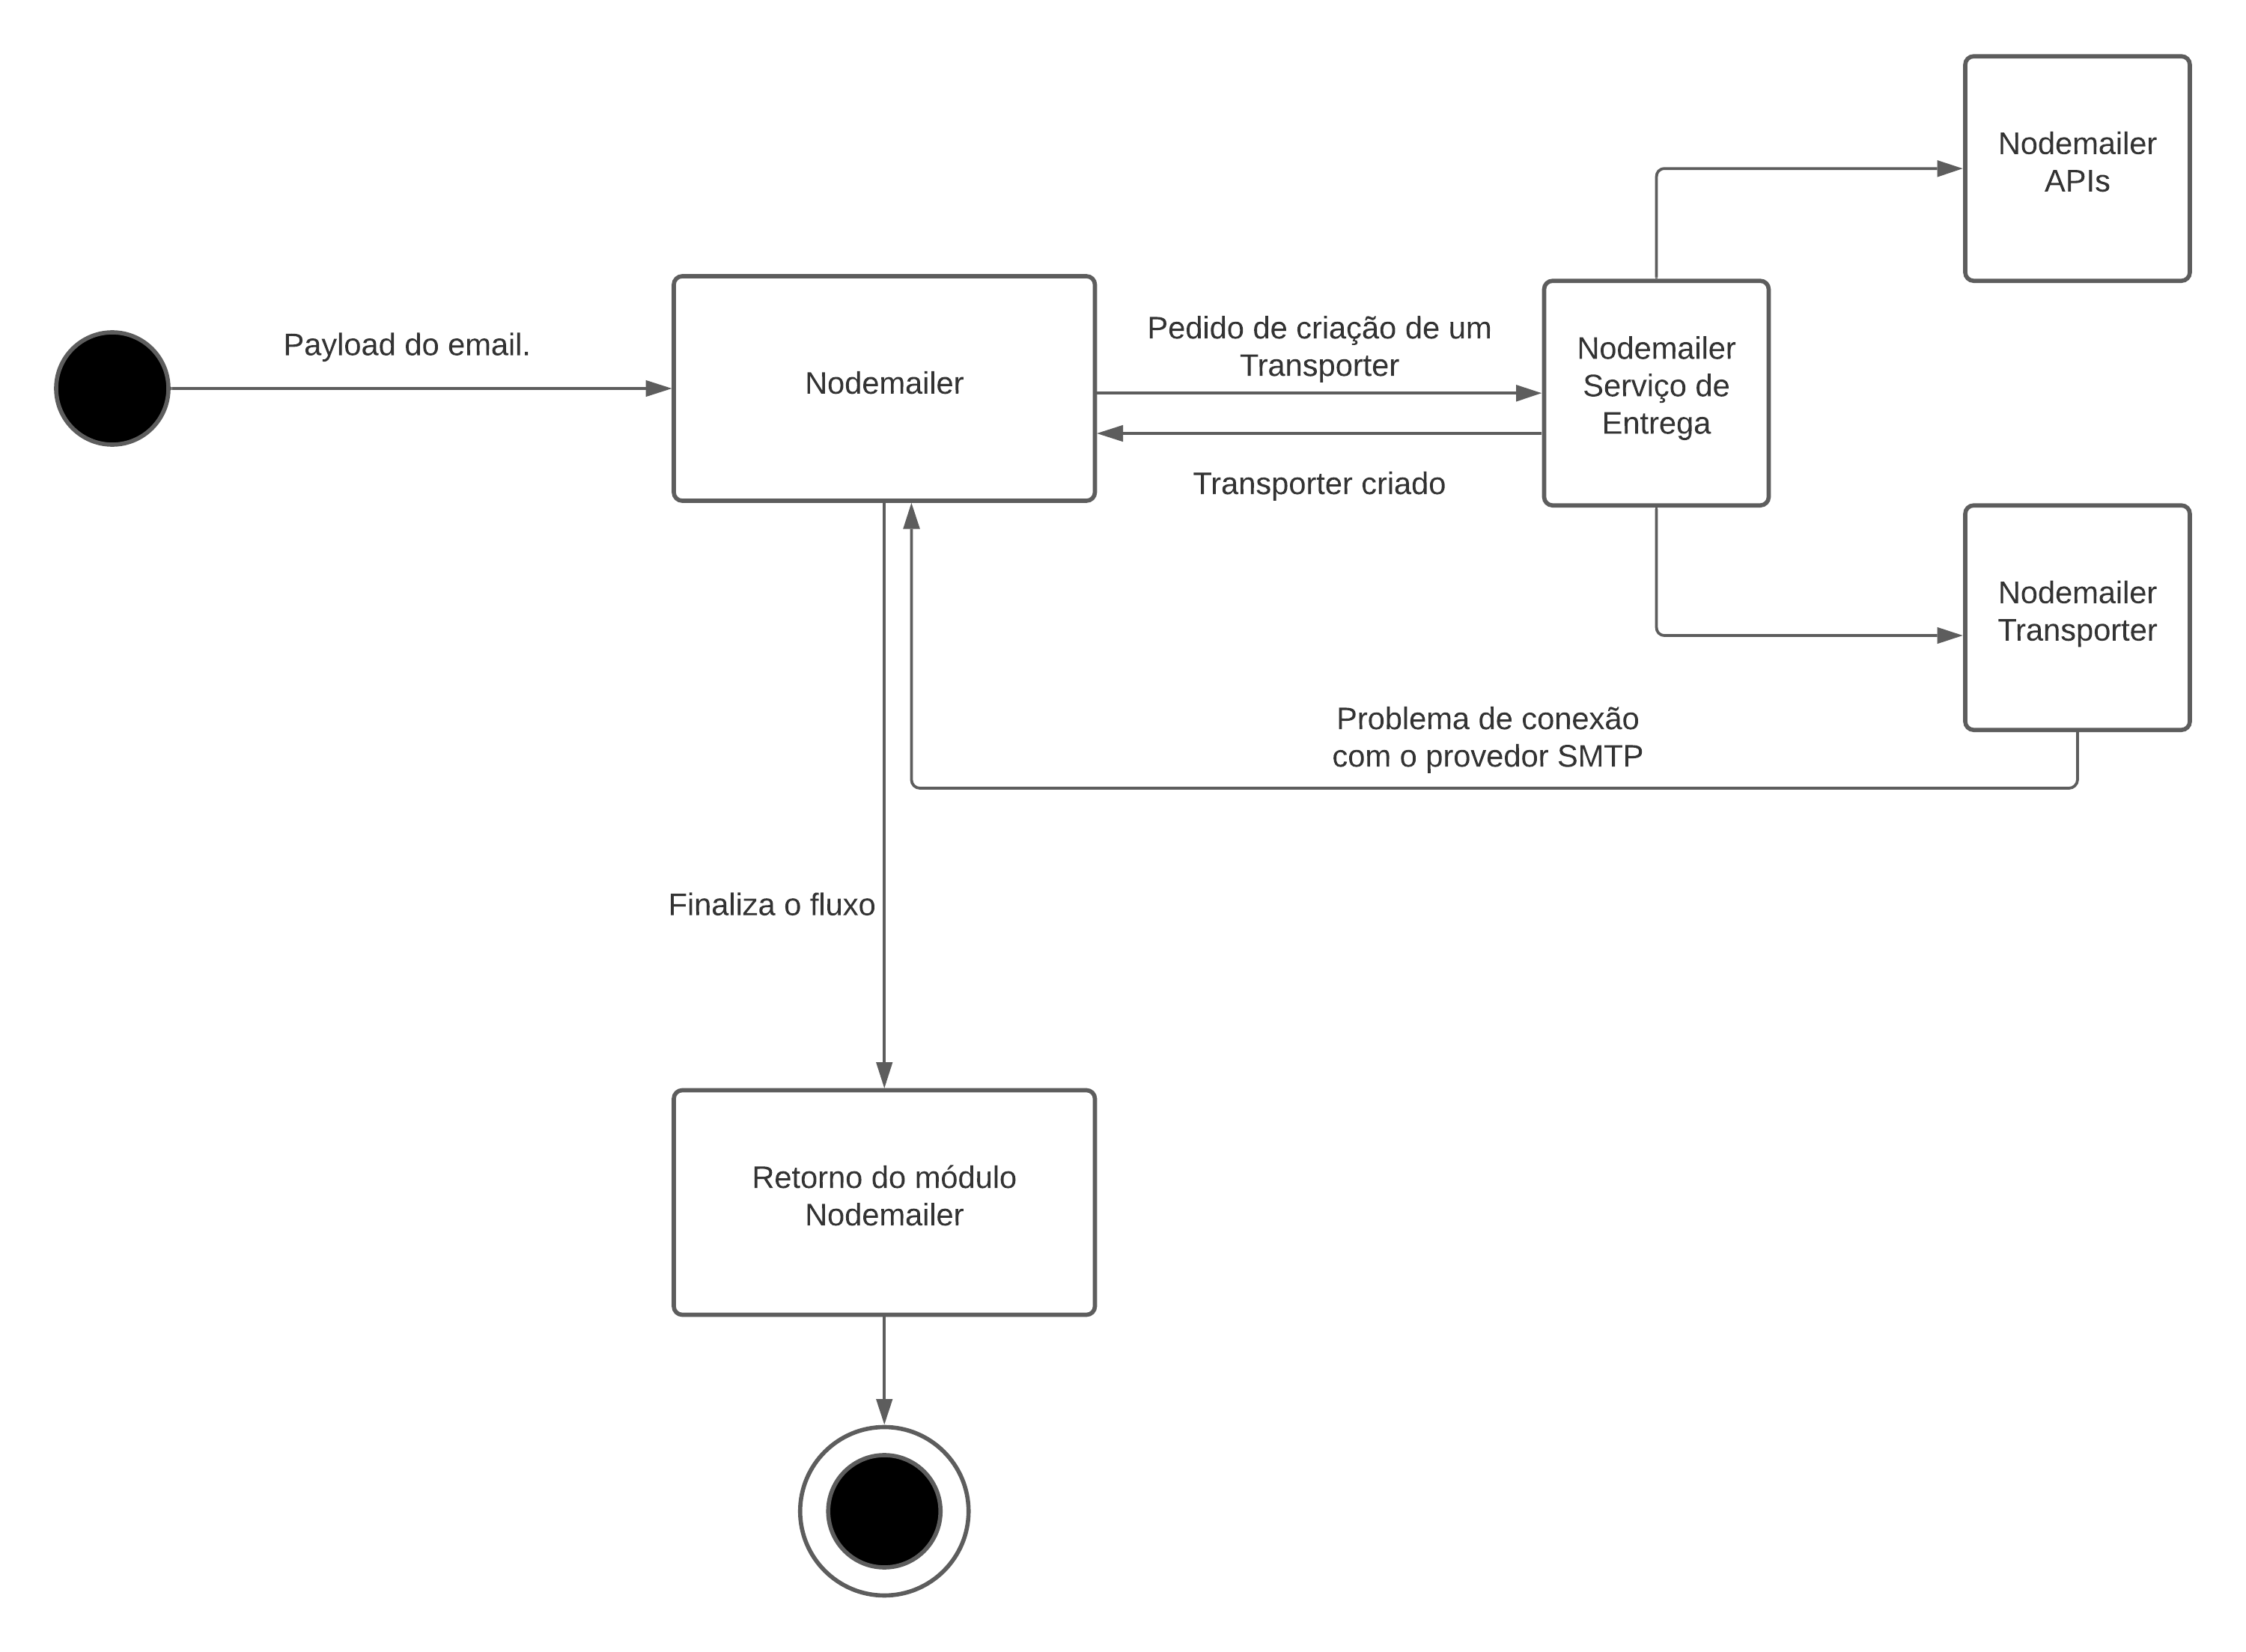 Nodemailer
APIs
Payload do email.
Nodemailer
Pedido de criação de um
Transporter
Nodemailer
Serviço de
Entrega
Transporter criado
Nodemailer
Transporter
Problema de conexão
com o provedor SMTP
Finaliza o fluxo
Retorno do módulo
Nodemailer